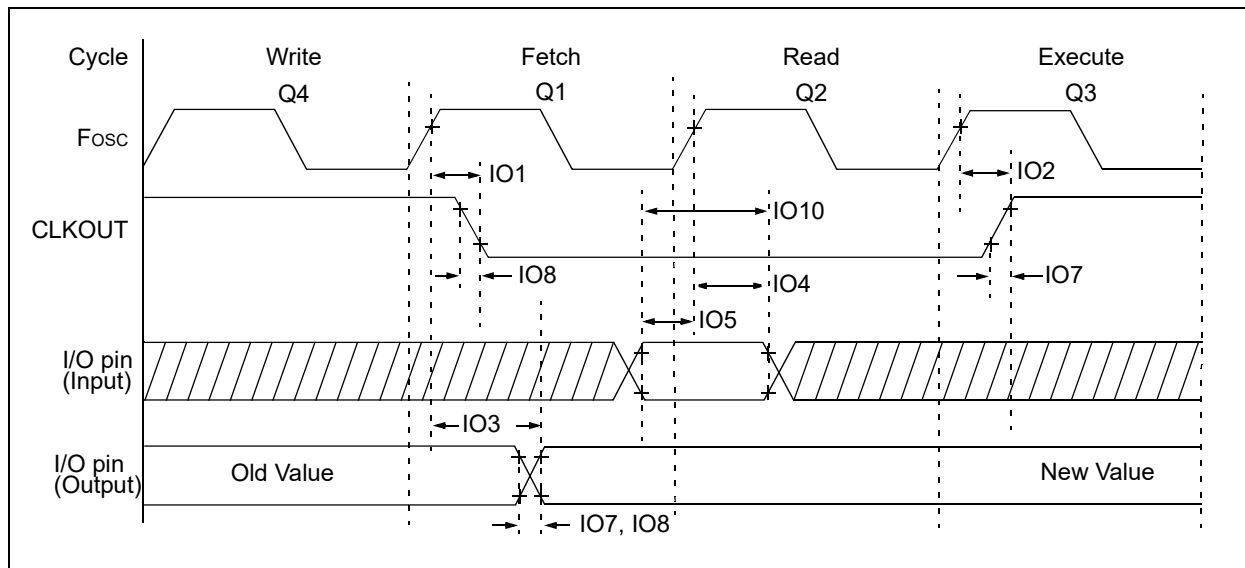 Cycle Write Fetch Read Execute
Q4 Q1 Q2 Q3
Fosc
IO1 IO2
CLKOUT IO10
IO8 IO4 IO7
IO5
I/O pin
(Input)
IO3
I/O pin
(Output) Old Value New Value
IO7, IO8